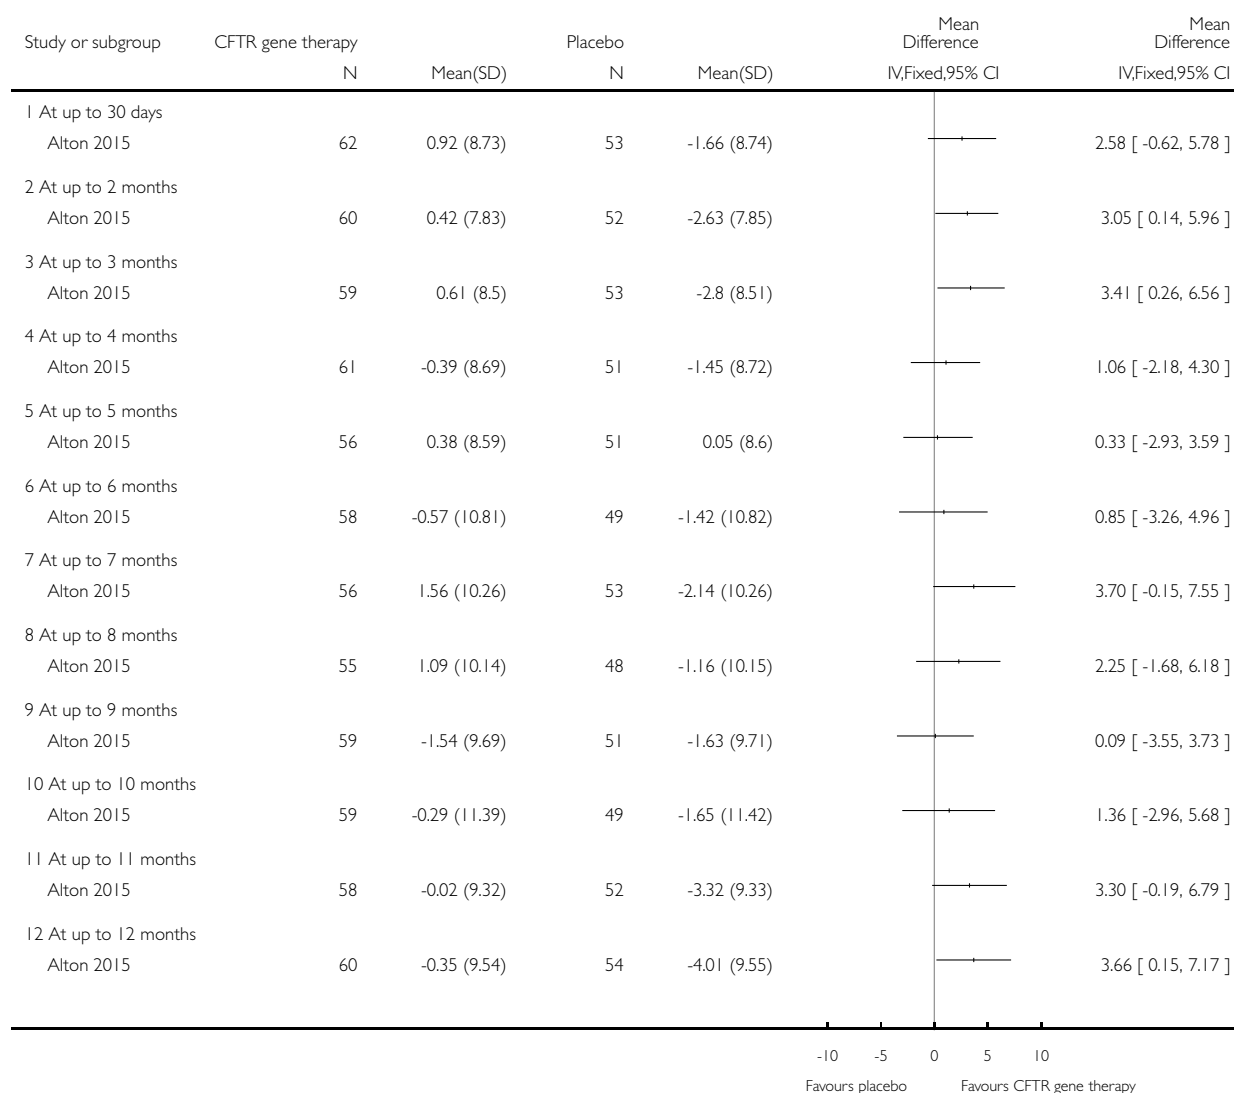 Mean Mean
Study or subgroup CFTR gene therapy Placebo Difference Difference
N Mean(SD) N Mean(SD) IV,Fixed,95% CI IV,Fixed,95% CI
1 At up to 30 days
Alton 2015 62 0.92 (8.73) 53 -1.66 (8.74) 2.58 [ -0.62, 5.78 ]
2 At up to 2 months
Alton 2015 60 0.42 (7.83) 52 -2.63 (7.85) 3.05 [ 0.14, 5.96 ]
3 At up to 3 months
Alton 2015 59 0.61 (8.5) 53 -2.8 (8.51) 3.41 [ 0.26, 6.56 ]
4 At up to 4 months
Alton 2015 61 -0.39 (8.69) 51 -1.45 (8.72) 1.06 [ -2.18, 4.30 ]
5 At up to 5 months
Alton 2015 56 0.38 (8.59) 51 0.05 (8.6) 0.33 [ -2.93, 3.59 ]
6 At up to 6 months
Alton 2015 58 -0.57 (10.81) 49 -1.42 (10.82) 0.85 [ -3.26, 4.96 ]
7 At up to 7 months
Alton 2015 56 1.56 (10.26) 53 -2.14 (10.26) 3.70 [ -0.15, 7.55 ]
8 At up to 8 months
Alton 2015 55 1.09 (10.14) 48 -1.16 (10.15) 2.25 [ -1.68, 6.18 ]
9 At up to 9 months
Alton 2015 59 -1.54 (9.69) 51 -1.63 (9.71) 0.09 [ -3.55, 3.73 ]
10 At up to 10 months
Alton 2015 59 -0.29 (11.39) 49 -1.65 (11.42) 1.36 [ -2.96, 5.68 ]
11 At up to 11 months
Alton 2015 58 -0.02 (9.32) 52 -3.32 (9.33) 3.30 [ -0.19, 6.79 ]
12 At up to 12 months
Alton 2015 60 -0.35 (9.54) 54 -4.01 (9.55) 3.66 [ 0.15, 7.17 ]
-10 -5 0 5 10
Favours placebo Favours CFTR gene therapy